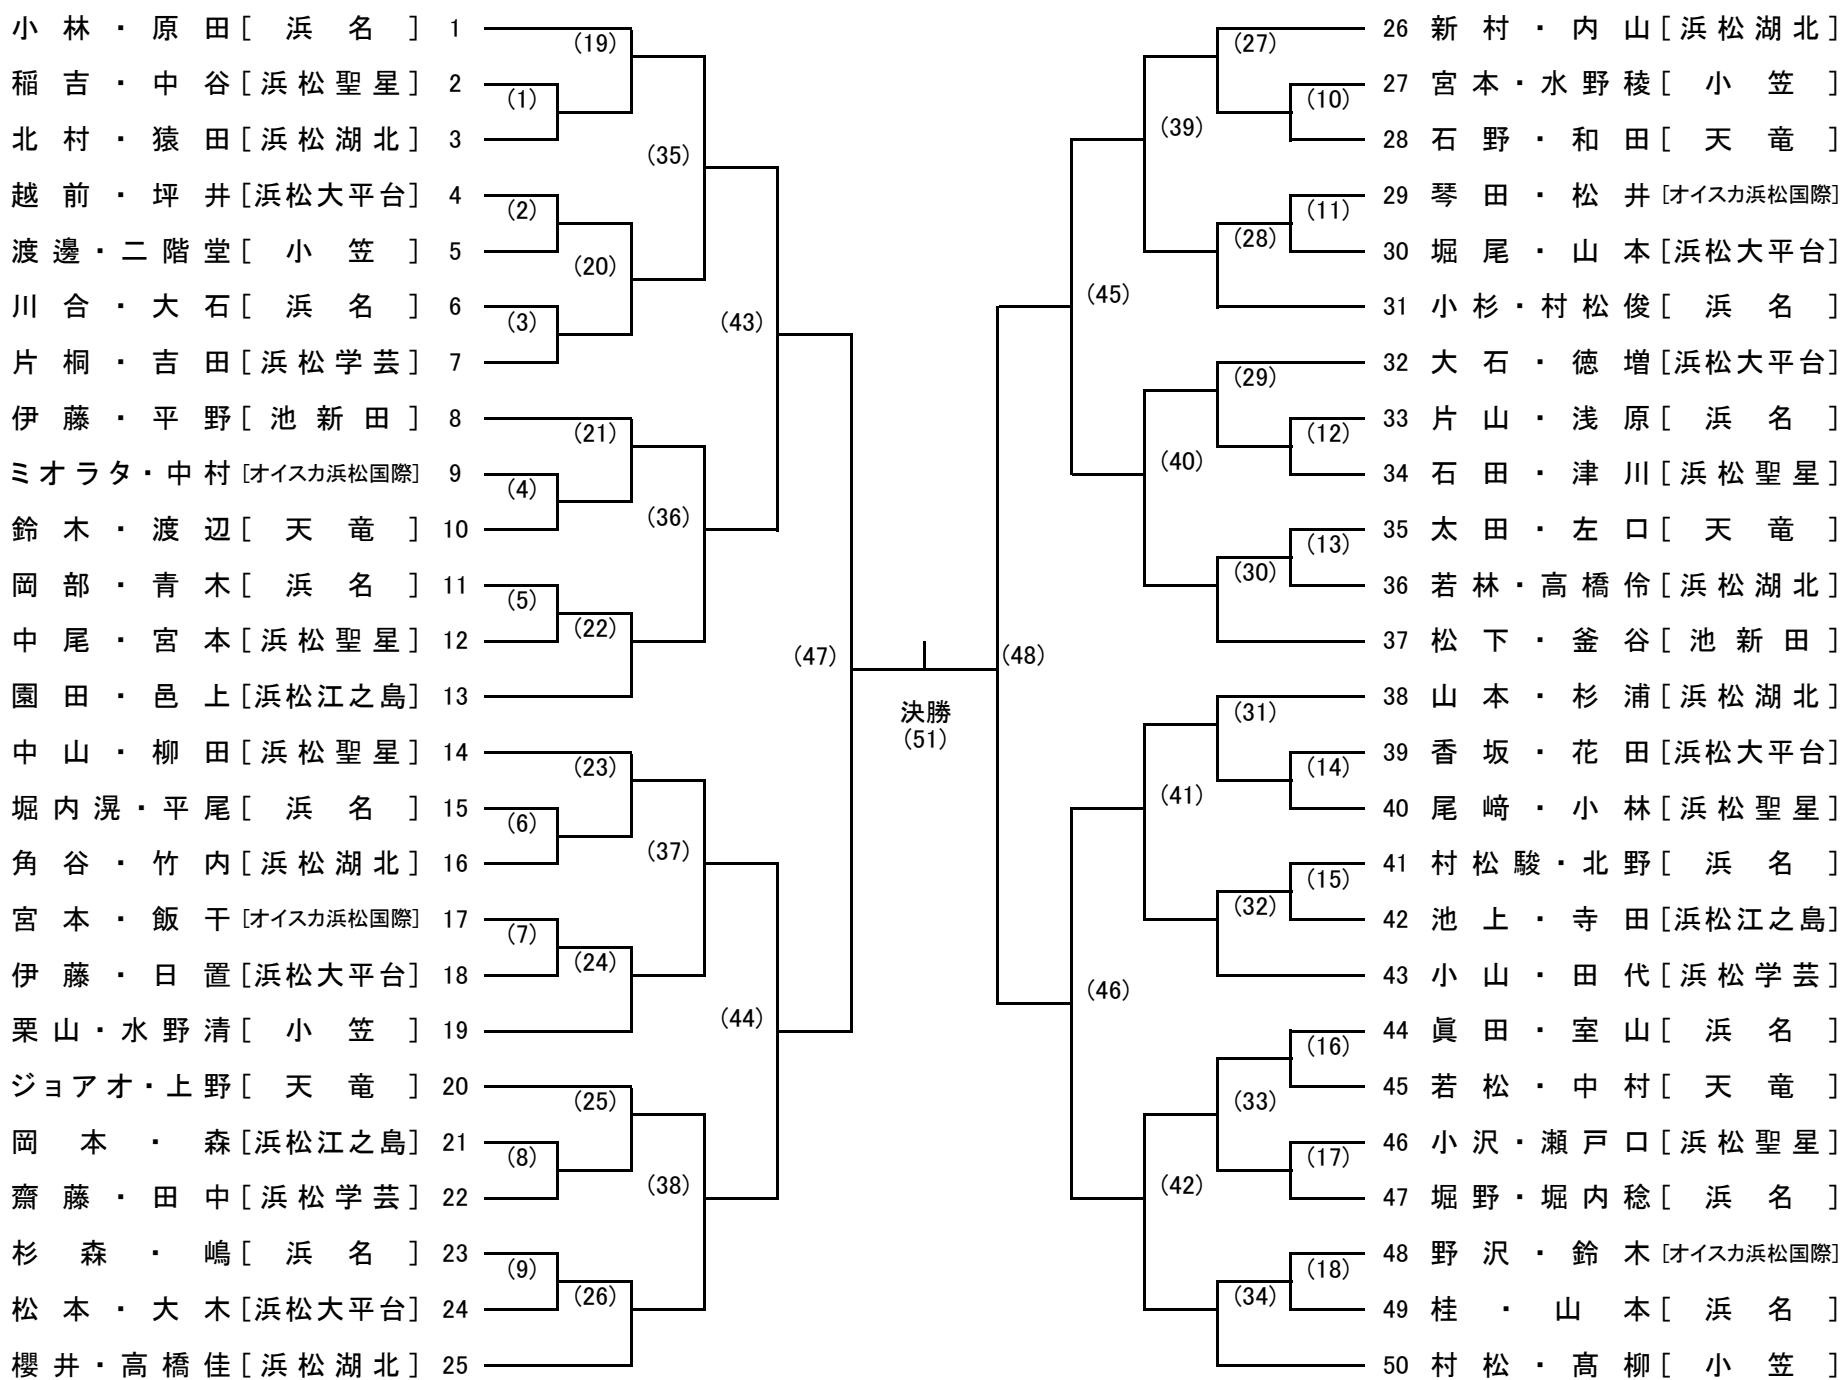 小林・原田[浜名] 1
(19)
稲吉・中谷[浜松聖星] 2
(1)
北村・猿田[浜松湖北] 3
(35)
越前・坪井[浜松大平台] 4
(2)
渡邊・二階堂[小笠] 5
(20)
川合・大石[浜名] 6
(3)
(43)
片桐・吉田[浜松学芸] 7
伊藤・平野[池新田] 8
(21)
ミオラタ・中村[オイスカ浜松国際] 9
(4)
(36)
鈴木・渡辺[天竜] 10
岡部・青木[浜名] 11
(5)
(22)
中尾・宮本[浜松聖星] 12
(47)
園田・邑上[浜松江之島] 13
中山・柳田[浜松聖星] 14
(23)
堀内滉・平尾[浜名] 15
(6)
(37)
角谷・竹内[浜松湖北] 16
宮本・飯干[オイスカ浜松国際] 17
(7)
(24)
伊藤・日置[浜松大平台] 18
(44)
栗山・水野清[小笠] 19
ジョアオ・上野[天竜] 20
(25)
岡本・森[浜松江之島] 21
(8)
(38)
齋藤・田中[浜松学芸] 22
杉森・嶋[浜名] 23
(9)
(26)
松本・大木[浜松大平台] 24
櫻井・高橋佳[浜松湖北] 25
決勝
(51)
26 新村・内山[浜松湖北]
(27)
27 宮本・水野稜[小笠]
(10)
(39)
28 石野・和田[天竜]
29 琴田・松井[オイスカ浜松国際]
(11)
(28)
30 堀尾・山本[浜松大平台]
(45)
31 小杉・村松俊[浜名]
32 大石・徳増[浜松大平台]
(29)
33 片山・浅原[浜名]
(12)
(40)
34 石田・津川[浜松聖星]
35 太田・左口[天竜]
(13)
(30)
36 若林・高橋伶[浜松湖北]
37 松下・釜谷[池新田]
(48)
38 山本・杉浦[浜松湖北]
(31)
39 香坂・花田[浜松大平台]
(14)
(41)
40 尾﨑・小林[浜松聖星]
41 村松駿・北野[浜名]
(15)
(32)
42 池上・寺田[浜松江之島]
43 小山・田代[浜松学芸]
(46)
44 眞田・室山[浜名]
(16)
45 若松・中村[天竜]
(33)
46 小沢・瀬戸口[浜松聖星]
(17)
(42)
47 堀野・堀内稔[浜名]
48 野沢・鈴木[オイスカ浜松国際]
(18)
(34)
49 桂・山本[浜名]
50 村松・髙柳[小笠]